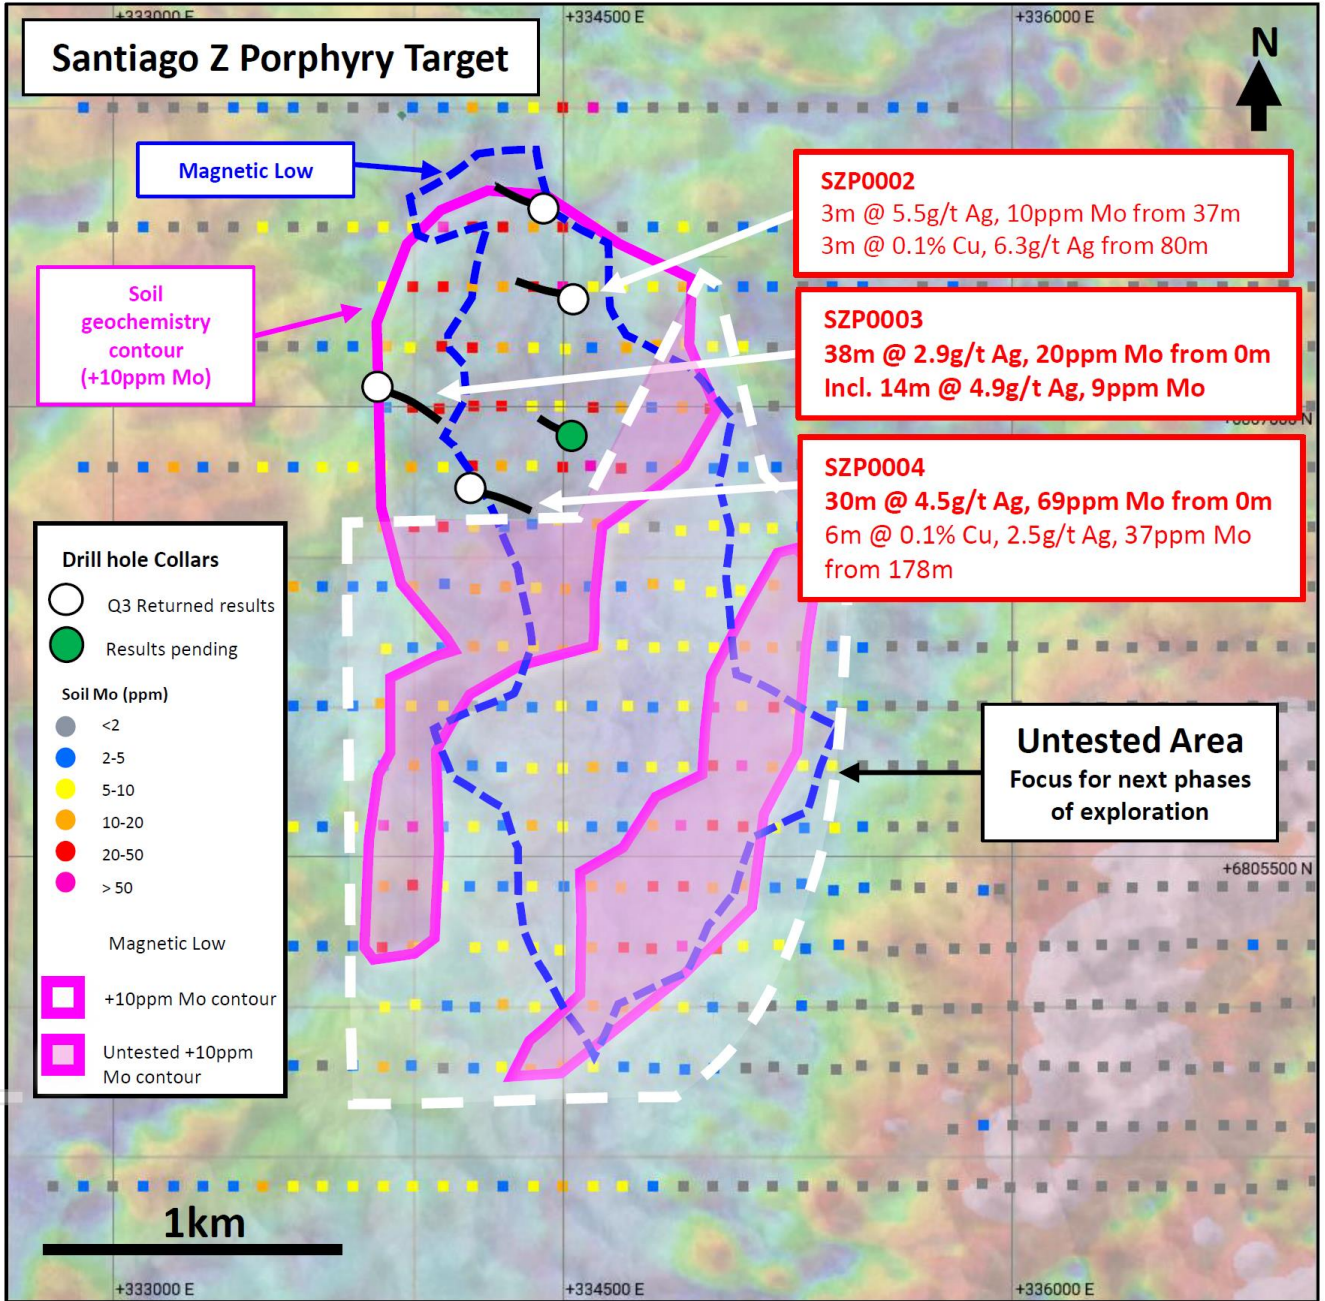 +333000 E
+334500 E
+336000 E
Santiago Z Porphyry Target
N
Magnetic Low
SZP0002
3m @ 5.5g/t Ag, 10ppm Mo from 37m
3m @ 0.1% Cu, 6.3g/t Ag from 80m
Soil
geochemistry
contour
(+10ppm Mo)
SZP0003
38m @ 2.9g/t Ag, 20ppm Mo from 0m
Incl. 14m @ 4.9g/t Ag, 9ppm Mo
SZP0004
30m @ 4.5g/t Ag, 69ppm Mo from 0m
6m @ 0.1% Cu, 2.5g/t Ag, 37ppm Mo
from 178m
Drill hole Collars
Q3 Returned results
Results pending
Soil Mo (ppm)
<2
2-5
5-10
10-20
20-50
> 50
Magnetic Low
+10ppm Mo contour
Untested +10ppm
Mo contour
Untested Area
Focus for next phases
of exploration
+6805500 N
1km
+333000 E
+334500 E
+336000 E